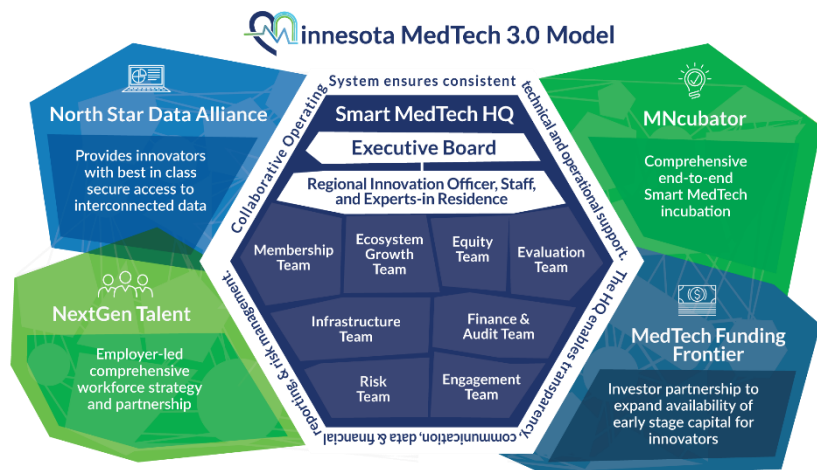 innesota MedTech 3.0 Model
North Star Data Alliance
Provides innovators
with best in class
secure access to
interconnected data
NextGen Talent
Employer-led
comprehensive
workforce strategy
and partnership
Collaborative Operating
System ensures consistent
technical and operational support.
The HQ enables transparency,
communication, data & financial
reporting, & risk management.
Smart MedTech HQ
Executive Board
Regional Innovation Officer, Staff,
and Experts-in Residence
Membership
Team
Ecosystem
Growth
Team
Equity
Team
Evaluation
Team
Infrastructure
Team
Finance &
Audit Team
Risk
Team
Engagement
Team
MNcubator
Comprehensive
end-to-end
Smart MedTech
incubation
MedTech Funding
Frontier
Investor partnership to
expand availability of
early stage capital for
innovators